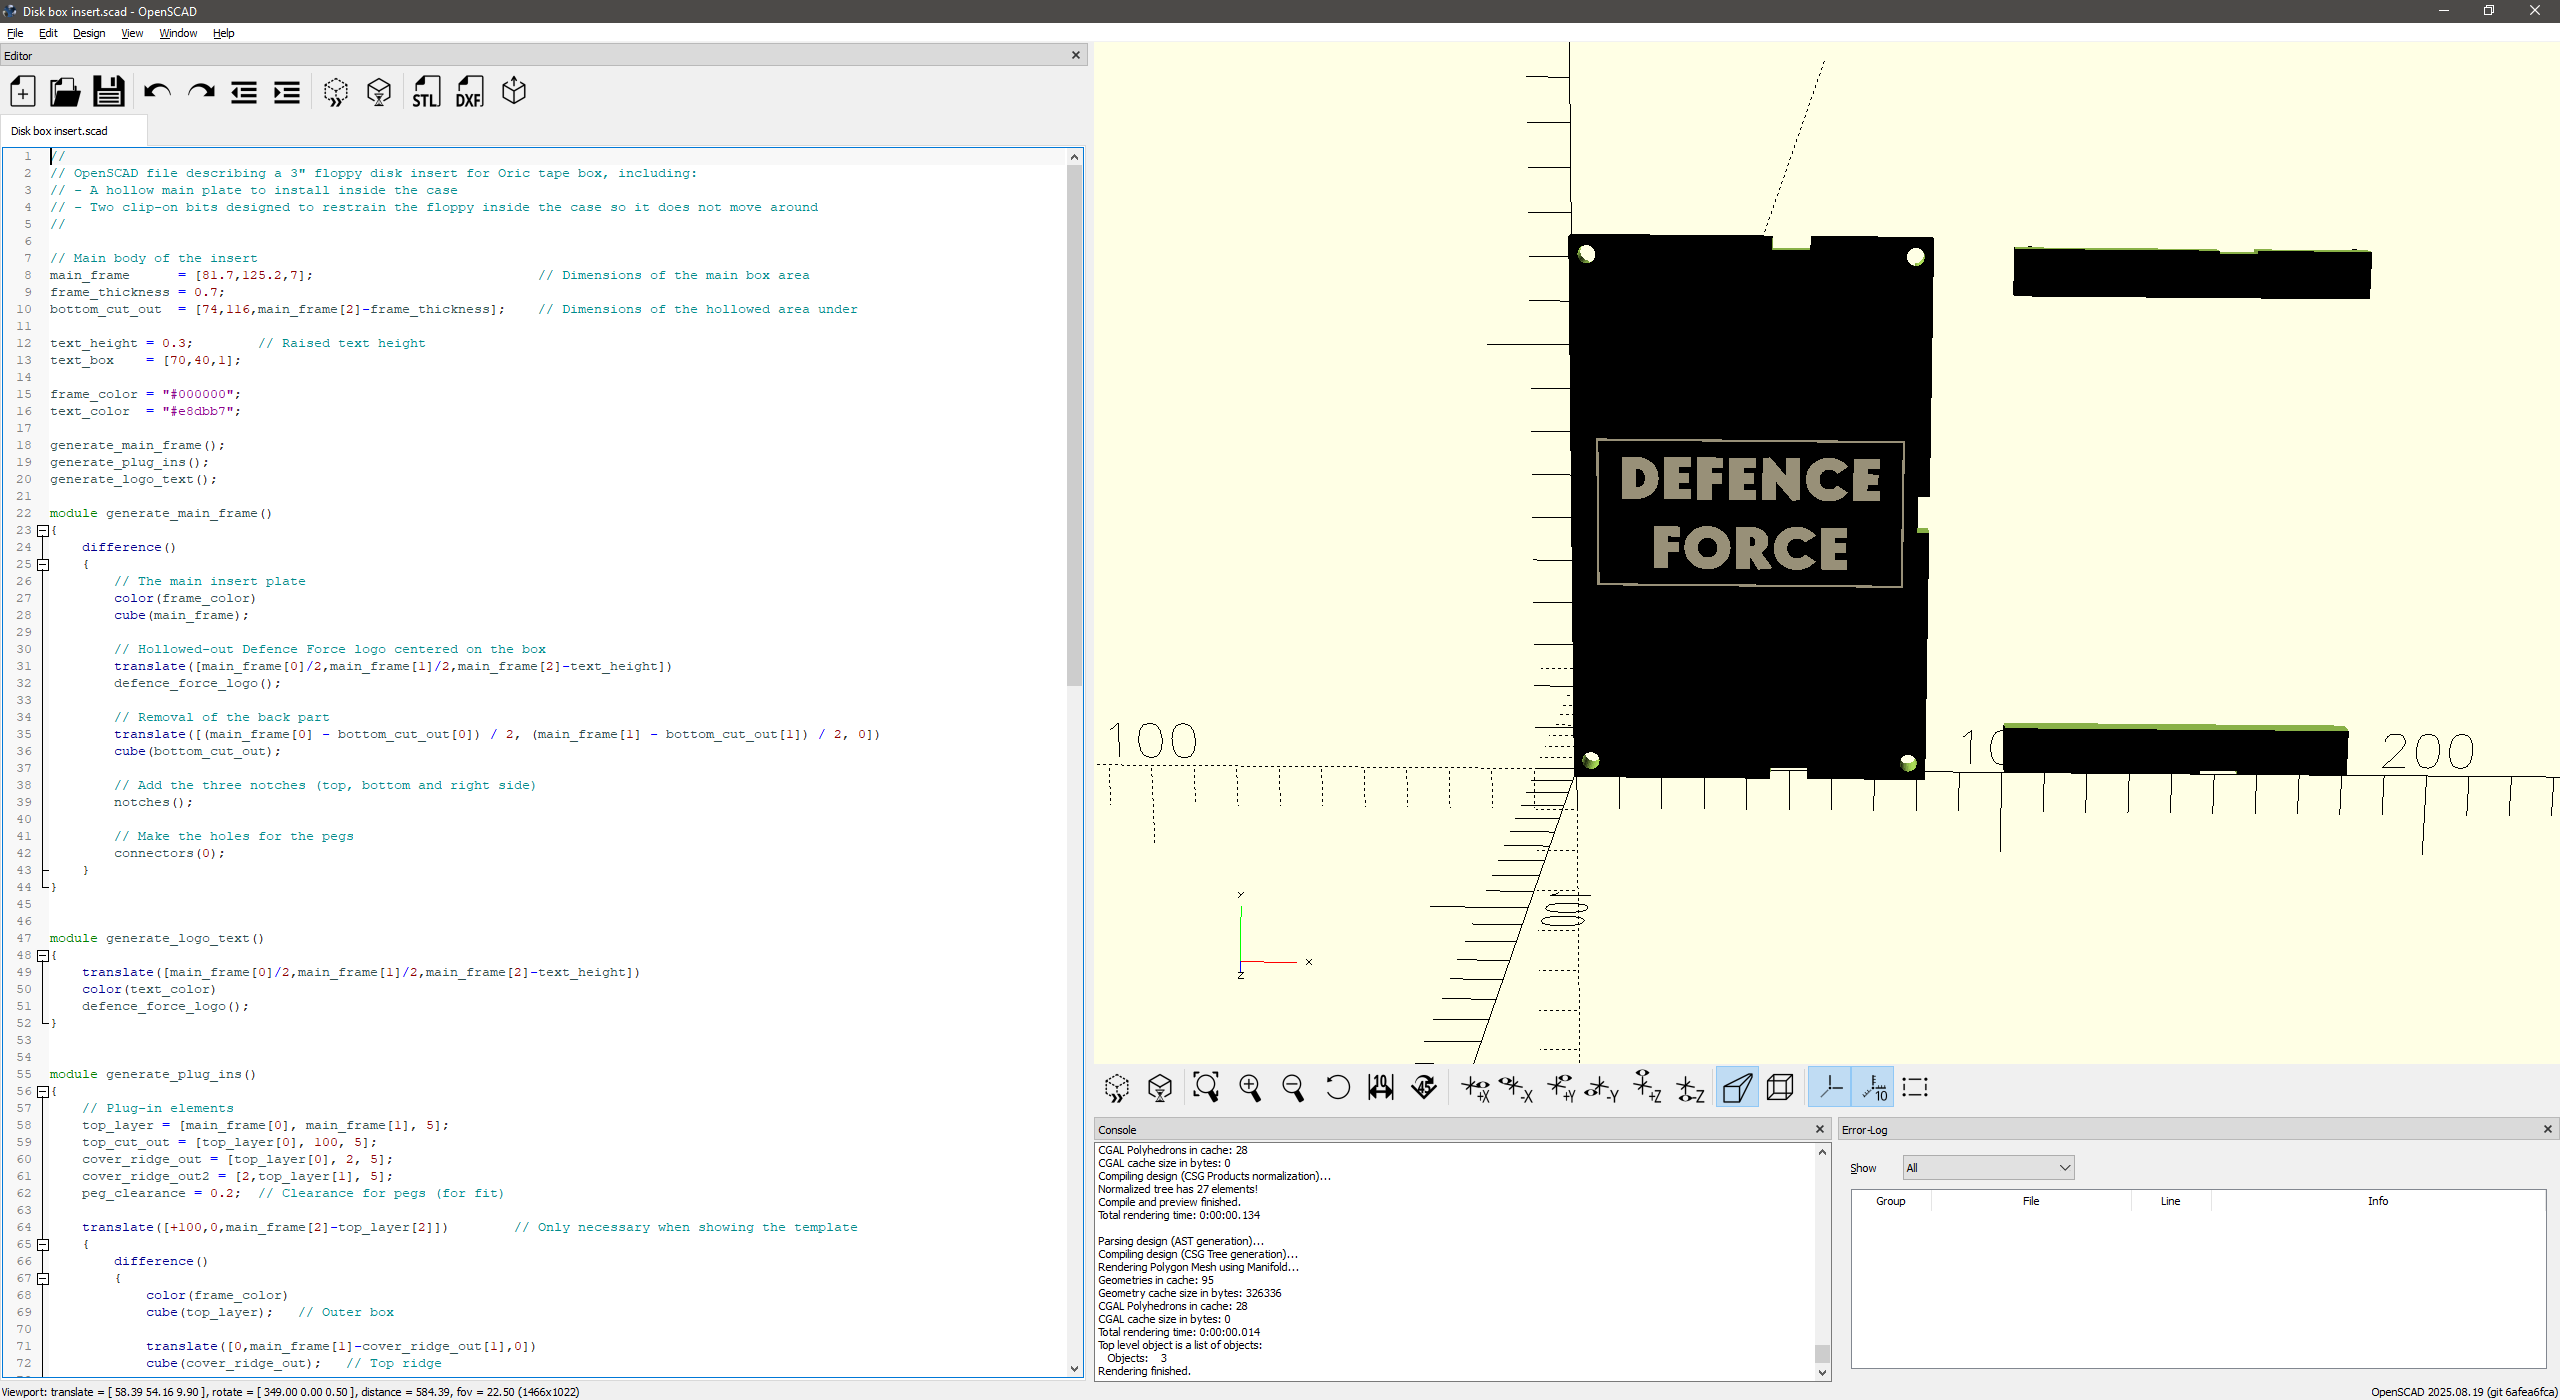 Disk box insert.scad - OpenSCAD
File Edit Design View Window Help
Editor
STL DXF
Disk box insert.scad
1 //
2 // OpenSCAD file describing a 3" floppy disk insert for Oric tape box, including:
3 // - A hollow main plate to install inside the case
4 // - Two clip-on bits designed to restrain the floppy inside the case so it does not move around
5 //
6
7 // Main body of the insert
8 main_frame      = [81.7,125.2,7];                            // Dimensions of the main box area
9 frame_thickness = 0.7;
10 bottom_cut_out  = [74,116,main_frame[2]-frame_thickness];    // Dimensions of the hollowed area under
11
12 text_height = 0.3;        // Raised text height
13 text_box    = [70,40,1];
14
15 frame_color = "#000000";
16 text_color  = "#e8dbb7";
17
18 generate_main_frame();
19 generate_plug_ins();
20 generate_logo_text();
21
22 module generate_main_frame()
23 {
24     difference()
25     {
26         // The main insert plate
27         color(frame_color)
28         cube(main_frame);
29
30         // Hollowed-out Defence Force logo centered on the box
31         translate([main_frame[0]/2,main_frame[1]/2,main_frame[2]-text_height])
32         defence_force_logo();
33
34         // Removal of the back part
35         translate([(main_frame[0] - bottom_cut_out[0]) / 2, (main_frame[1] - bottom_cut_out[1]) / 2, 0])
36         cube(bottom_cut_out);
37
38         // Add the three notches (top, bottom and right side)
39         notches();
40
41         // Make the holes for the pegs
42         connectors(0);
43     }
44 }
45
46
47 module generate_logo_text()
48 {
49     translate([main_frame[0]/2,main_frame[1]/2,main_frame[2]-text_height])
50     color(text_color)
51     defence_force_logo();
52 }
53
54
55 module generate_plug_ins()
56 {
57     // Plug-in elements
58     top_layer = [main_frame[0], main_frame[1], 5];
59     top_cut_out = [top_layer[0], 100, 5];
60     cover_ridge_out = [top_layer[0], 2, 5];
61     cover_ridge_out2 = [2,top_layer[1], 5];
62     peg_clearance = 0.2;  // Clearance for pegs (for fit)
63
64     translate([+100,0,main_frame[2]-top_layer[2]])        // Only necessary when showing the template
65     {
66         difference()
67         {
68             color(frame_color)
69             cube(top_layer);   // Outer box
70
71             translate([0,main_frame[1]-cover_ridge_out[1],0])
72             cube(cover_ridge_out);   // Top ridge
Viewport: translate = [ 58.39 54.16 9.90 ], rotate = [ 349.00 0.00 0.50 ], distance = 584.39, fov = 22.50 (1466x1022)
DEFENCE
FORCE
100
10
200
100
Y
X
Z
10 45 +X -X +Y -Y +Z -Z 10
Console
CGAL Polyhedrons in cache: 28
CGAL cache size in bytes: 0
Compiling design (CSG Products normalization)...
Normalized tree has 27 elements!
Compile and preview finished.
Total rendering time: 0:00:00.134
Parsing design (AST generation)...
Compiling design (CSG Tree generation)...
Rendering Polygon Mesh using Manifold...
Geometries in cache: 95
Geometry cache size in bytes: 326336
CGAL Polyhedrons in cache: 28
CGAL cache size in bytes: 0
Total rendering time: 0:00:00.014
Top level object is a list of objects:
Objects: 3
Rendering finished.
Error-Log
Show All
Group File Line Info
OpenSCAD 2025.08.19 (git 6afea6fca)